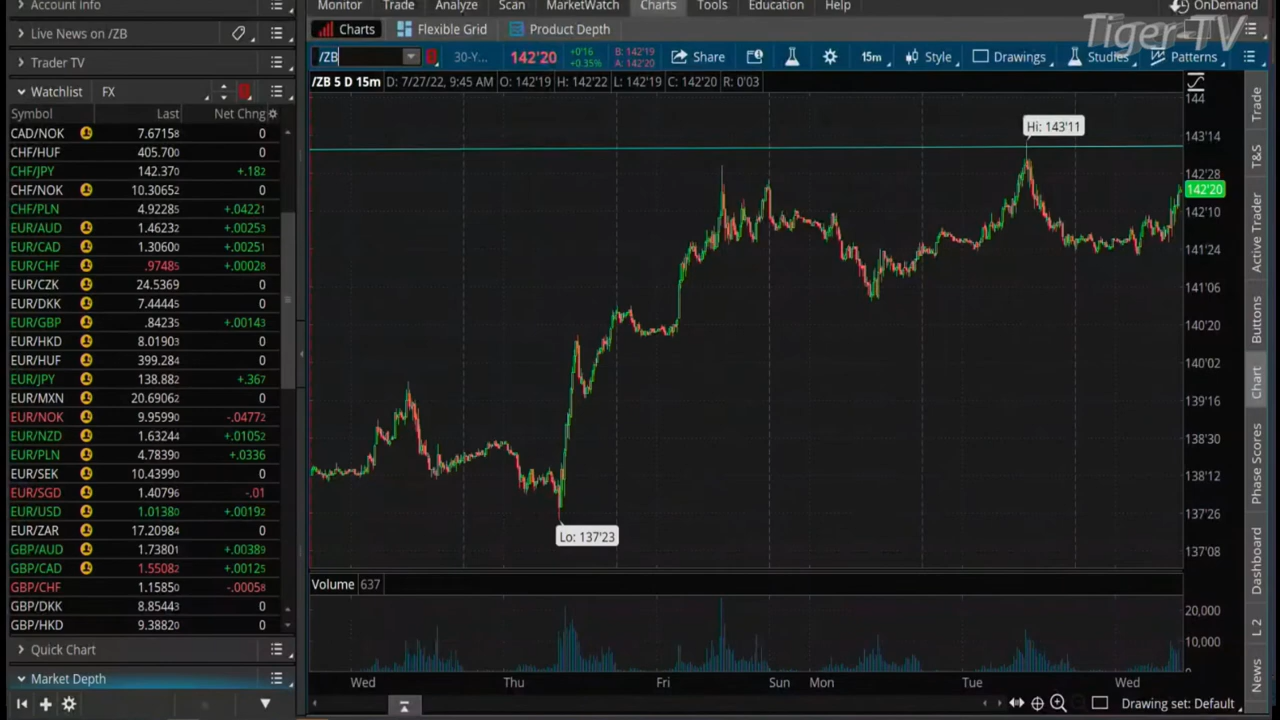 Account Info
Monitor Trade Analyze Scan MarketWatch Charts Tools Education Help OnDemand
Tiger-TV
Live News on /ZB
Charts Flexible Grid Product Depth
Trader TV
/ZB 30-Y... 142'20 +0'16 +0.35% B: 142'19 A: 142'20 Share 15m Style Drawings Studies Patterns
Watchlist FX
/ZB 5 D 15m D: 7/27/22, 9:45 AM O: 142'19 H: 142'22 L: 142'19 C: 142'20 R: 0'03
Symbol Last Net Chng
CAD/NOK 7.67158 0
CHF/HUF 405.700 0
CHF/JPY 142.370 +.182
CHF/NOK 10.30652 0
CHF/PLN 4.92285 +.04221
EUR/AUD 1.46232 +.00253
EUR/CAD 1.30600 +.00251
EUR/CHF .97485 +.00028
EUR/CZK 24.5369 0
EUR/DKK 7.44445 0
EUR/GBP .84235 +.00143
EUR/HKD 8.01903 0
EUR/HUF 399.284 0
EUR/JPY 138.882 +.367
EUR/MXN 20.69062 0
EUR/NOK 9.95990 -.04772
EUR/NZD 1.63244 +.01052
EUR/PLN 4.78390 +.0336
EUR/SEK 10.43990 0
EUR/SGD 1.40796 -.01
EUR/USD 1.01380 +.00192
EUR/ZAR 17.20984 0
GBP/AUD 1.73801 +.00389
GBP/CAD 1.55082 +.00125
GBP/CHF 1.15850 -.00058
GBP/DKK 8.85443 0
GBP/HKD 9.38820 0
Quick Chart
Market Depth
Hi: 143'11
Lo: 137'23
144
143'14
142'28
142'20
142'10
141'24
141'06
140'20
140'02
139'16
138'30
138'12
137'26
137'08
Volume 637
20,000
10,000
0
Wed Thu Fri Sun Mon Tue Wed
Drawing set: Default
Trade
T&S
Active Trader
Buttons
Chart
Phase Scores
Dashboard
L 2
News